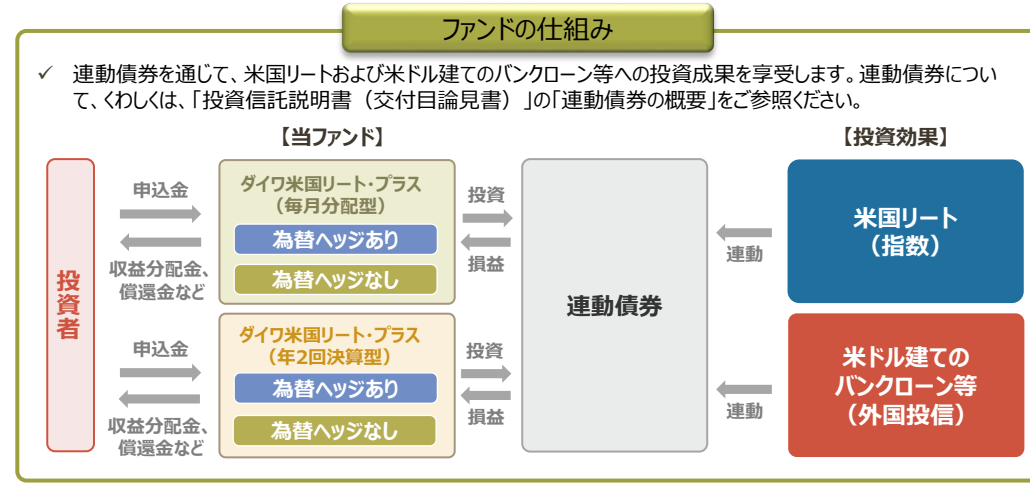 ファンドの仕組み
✓ 連動債券を通じて、米国リートおよび米ドル建てのバンクローン等への投資成果を享受します。連動債券につい
て、くわしくは、「投資信託説明書（交付目論見書）」の「連動債券の概要」をご参照ください。
【当ファンド】
【投資効果】
投資者
申込金
収益分配金、
償還金など
ダイワ米国リート・プラス
（毎月分配型）
為替ヘッジあり
為替ヘッジなし
投資
損益
申込金
収益分配金、
償還金など
ダイワ米国リート・プラス
（年2回決算型）
為替ヘッジあり
為替ヘッジなし
投資
損益
連動債券
連動
米国リート
（指数）
連動
米ドル建ての
バンクローン等
（外国投信）